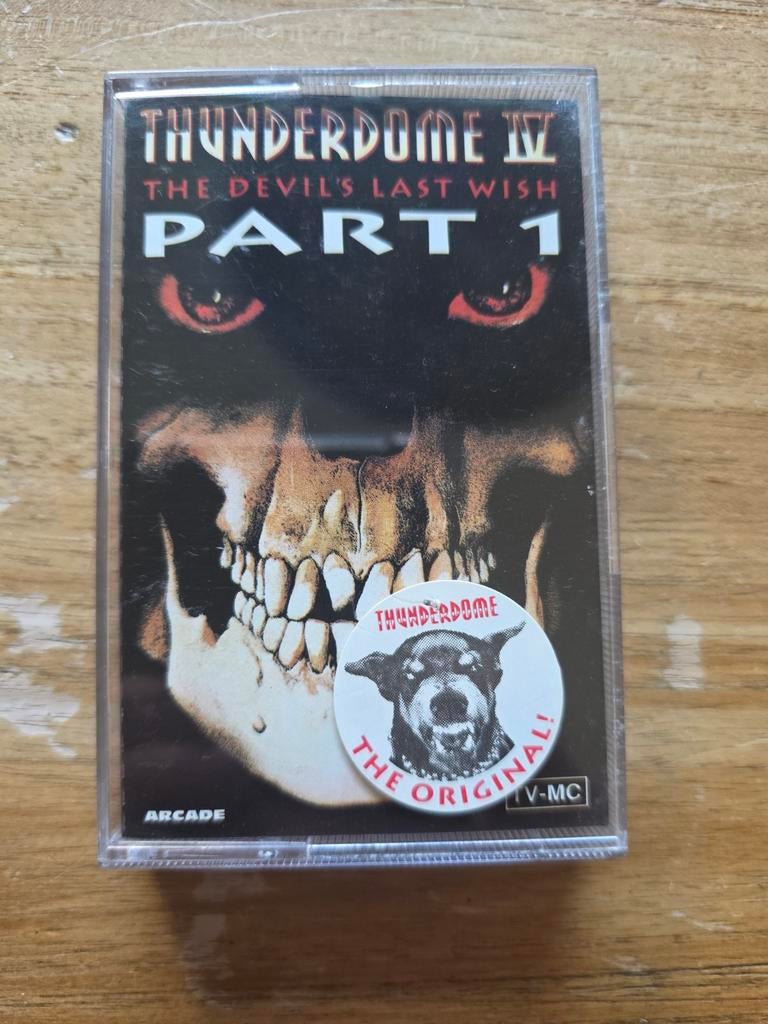 THUNDERDOME IV
THE DEVIL'S LAST WISH
PART 1
THUNDERDOME
THE ORIGINAL!
TV-MC
ARCADE